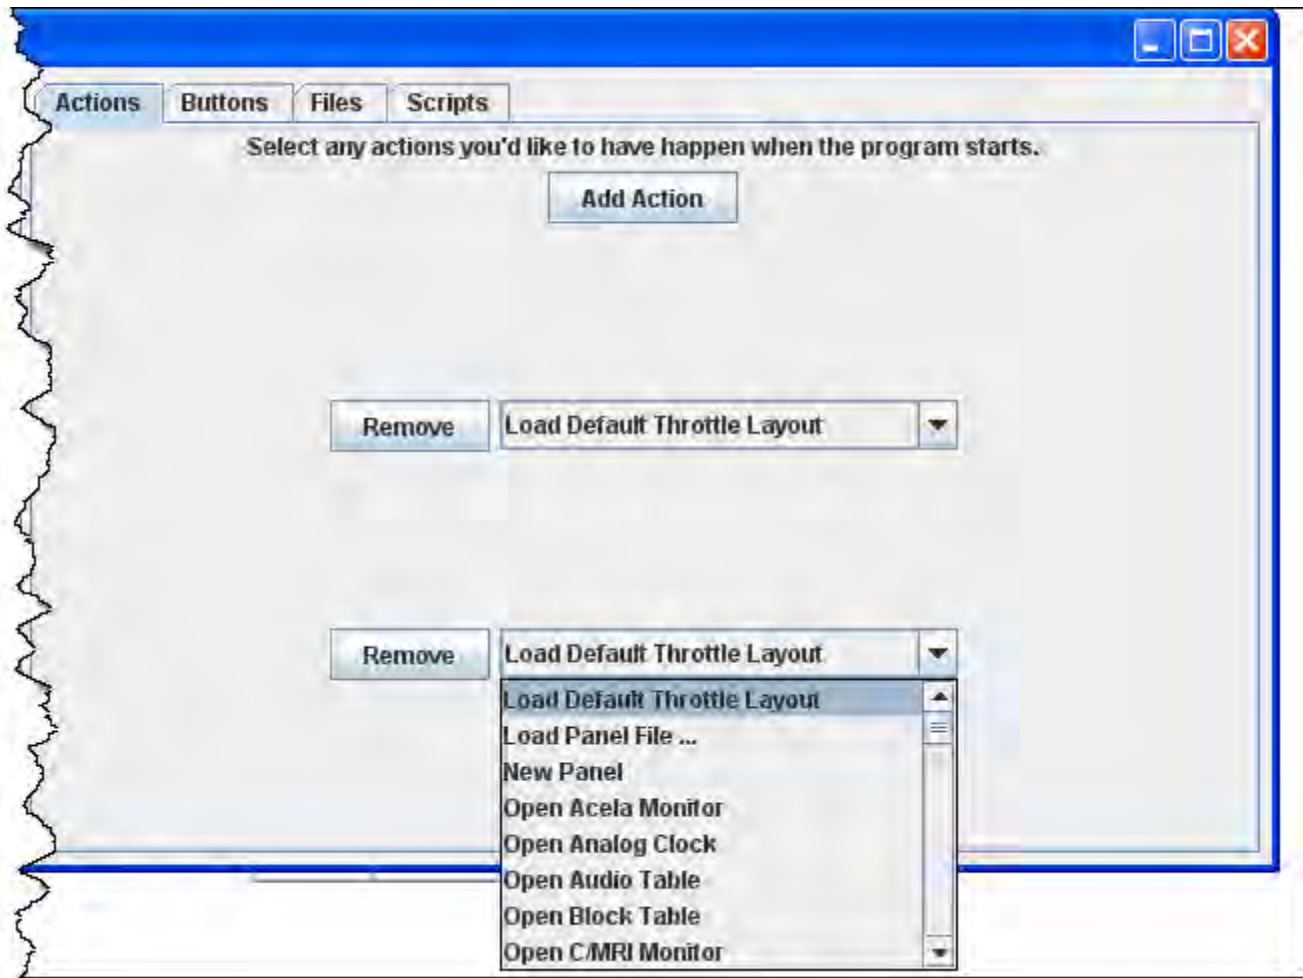 Actions Buttons Files Scripts
Select any actions you'd like to have happen when the program starts.
Add Action
Remove Load Default Throttle Layout
Remove Load Default Throttle Layout
Load Default Throttle Layout
Load Panel File ...
New Panel
Open Acela Monitor
Open Analog Clock
Open Audio Table
Open Block Table
Open C/MRI Monitor